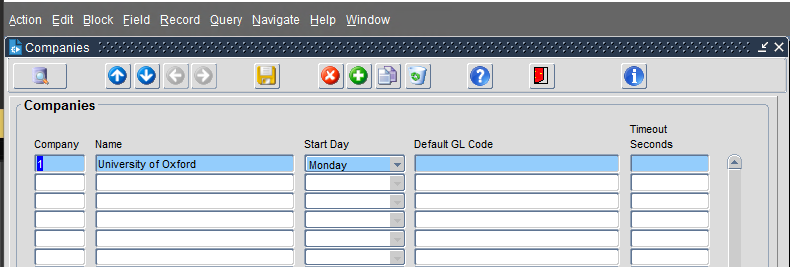 Action Edit Block Field Record Query Navigate Help Window
Companies
Companies
Timeout
Company Name Start Day Default GL Code Seconds
1 University of Oxford Monday